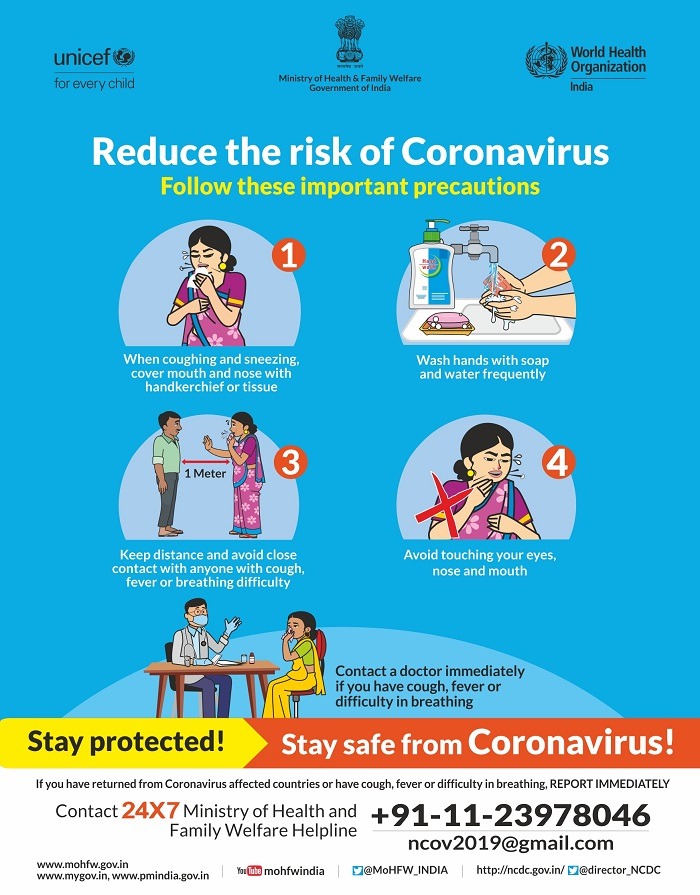 unicef
for every child
Ministry of Health & Family Welfare
Government of India
World Health
Organization
India
Reduce the risk of Coronavirus
Follow these important precautions
1
When coughing and sneezing,
cover mouth and nose with
handkerchief or tissue
2
Hand
wash
Wash hands with soap
and water frequently
1 Meter
3
Keep distance and avoid close
contact with anyone with cough,
fever or breathing difficulty
4
Avoid touching your eyes,
nose and mouth
Contact a doctor immediately
if you have cough, fever or
difficulty in breathing
Stay protected! Stay safe from Coronavirus!
If you have returned from Coronavirus affected countries or have cough, fever or difficulty in breathing, REPORT IMMEDIATELY
Contact 24X7 Ministry of Health and
Family Welfare Helpline
+91-11-23978046
ncov2019@gmail.com
www.mohfw.gov.in
www.mygov.in, www.pmindia.gov.in
YouTube mohfwindia
@MoHFW_INDIA
http://ncdc.gov.in/ @director_NCDC